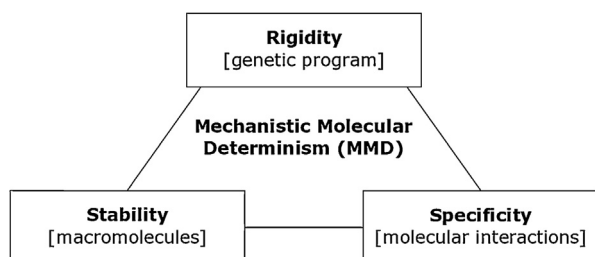 Rigidity
[genetic program]
Mechanistic Molecular
Determinism (MMD)
Stability
[macromolecules]
Specificity
[molecular interactions]